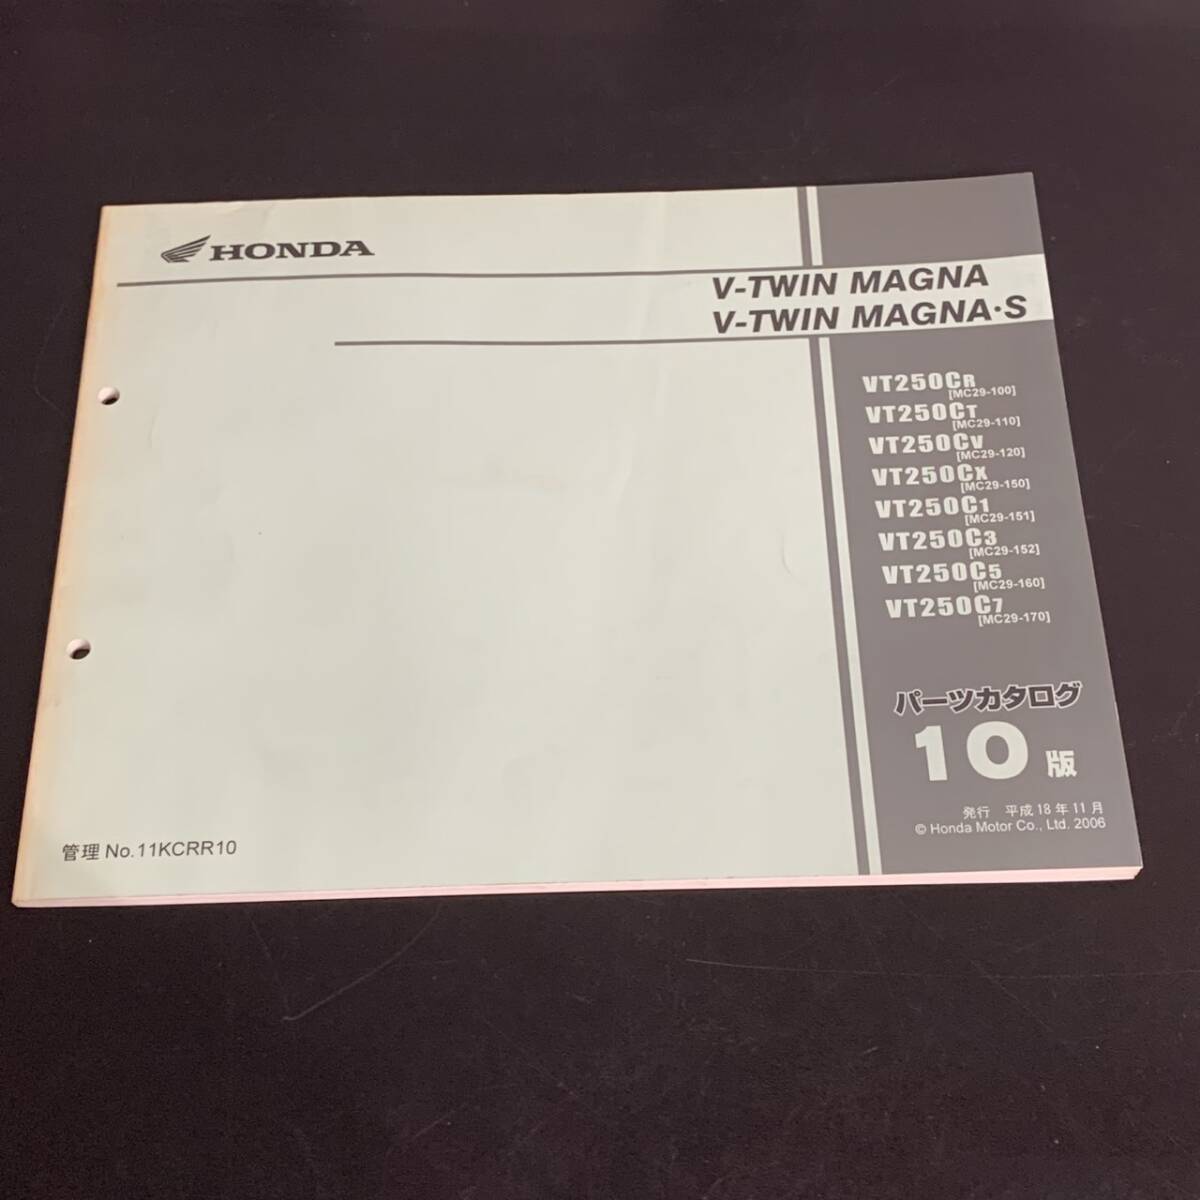 HONDA
V-TWIN MAGNA
V-TWIN MAGNA·S
VT250CR
[MC29-100]
VT250CT
[MC29-110]
VT250CV
[MC29-120]
VT250CX
[MC29-150]
VT250C1
[MC29-151]
VT250C3
[MC29-152]
VT250C5
[MC29-160]
VT250C7
[MC29-170]
パーツカタログ
10版
発行 平成18年11月
© Honda Motor Co., Ltd. 2006
管理 No.11KCRR10